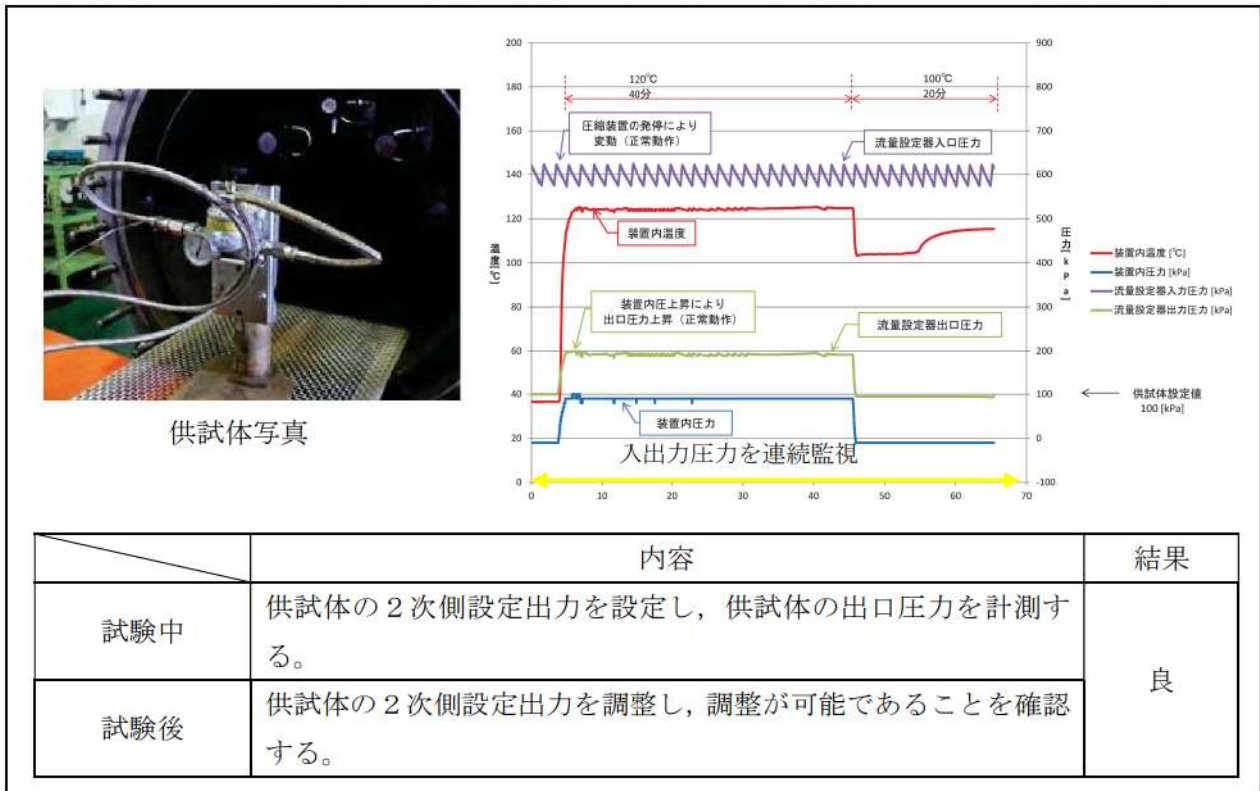 200
180
160
140
120
100
80
60
40
20
0
900
800
700
600
500
400
300
200
100
0
-100
0
10
20
30
40
50
60
70
温度[℃]
圧力[kPa]
120℃
40分
100℃
20分
圧縮装置の発停により
変動（正常動作）
流量設定器入口圧力
装置内温度
装置内圧上昇により
出口圧力上昇（正常動作）
流量設定器出口圧力
装置内圧力
入出力圧力を連続監視
装置内温度 [℃]
装置内圧力 [kPa]
流量設定器入力圧力 [kPa]
流量設定器出力圧力 [kPa]
← 供試体設定値
100 [kPa]
供試体写真
内容
結果
試験中
供試体の２次側設定出力を設定し，供試体の出口圧力を計測す
る。
良
試験後
供試体の２次側設定出力を調整し，調整が可能であることを確認
する。